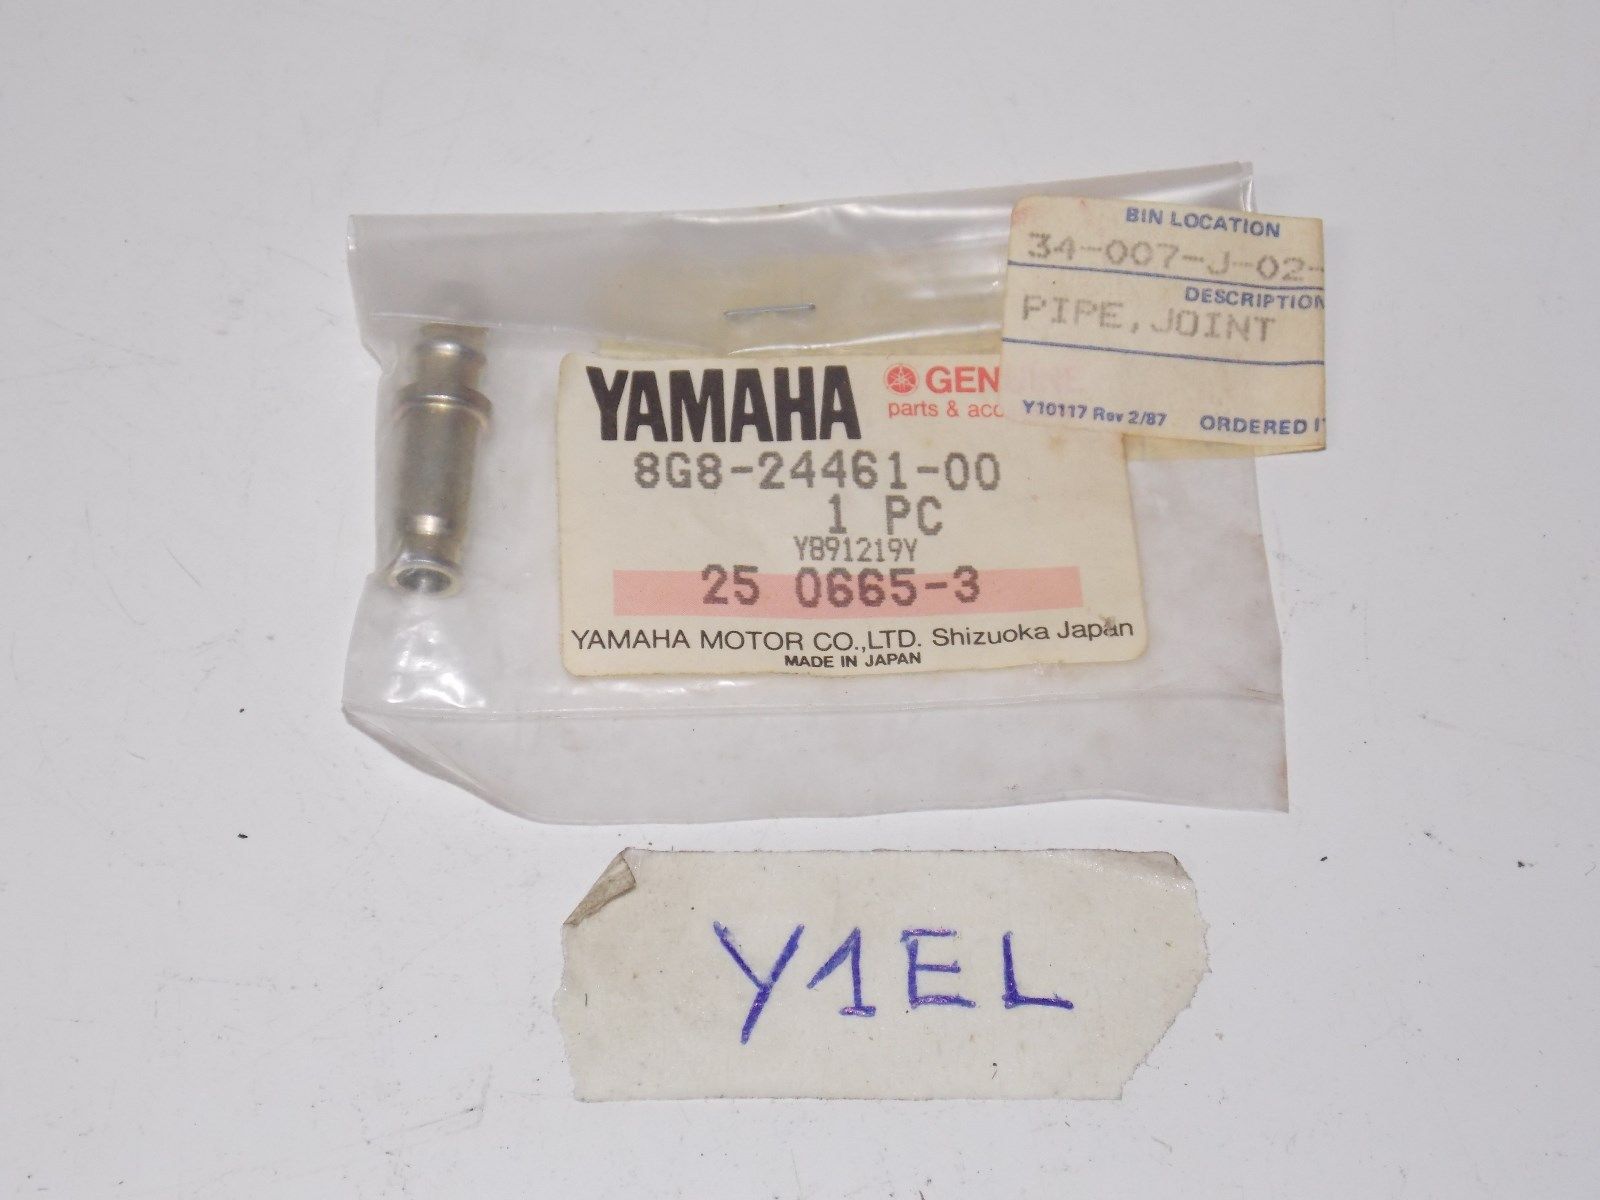 BIN LOCATION
34-007-J-02-
DESCRIPTION
PIPE, JOINT
Y10117 Rev 2/87 ORDERED
YAMAHA GENUINE
parts &
8G8-24461-00
1 PC
Y891219Y
25 0665-3
YAMAHA MOTOR CO.,LTD. Shizuoka Japan
MADE IN JAPAN
Y1EL